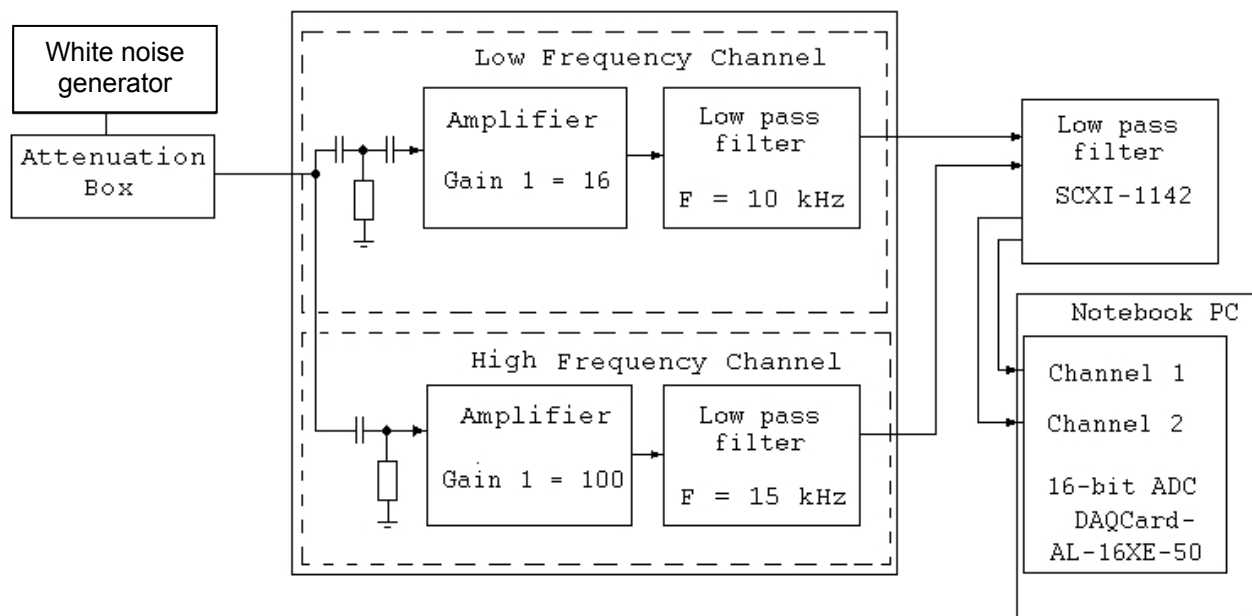 White noise
generator
Attenuation
Box
Low Frequency Channel
Amplifier
Gain 1 = 16
Low pass
filter
F = 10 kHz
High Frequency Channel
Amplifier
Gain 1 = 100
Low pass
filter
F = 15 kHz
Low pass
filter
SCXI-1142
Notebook PC
Channel 1
Channel 2
16-bit ADC
DAQCard-
AL-16XE-50